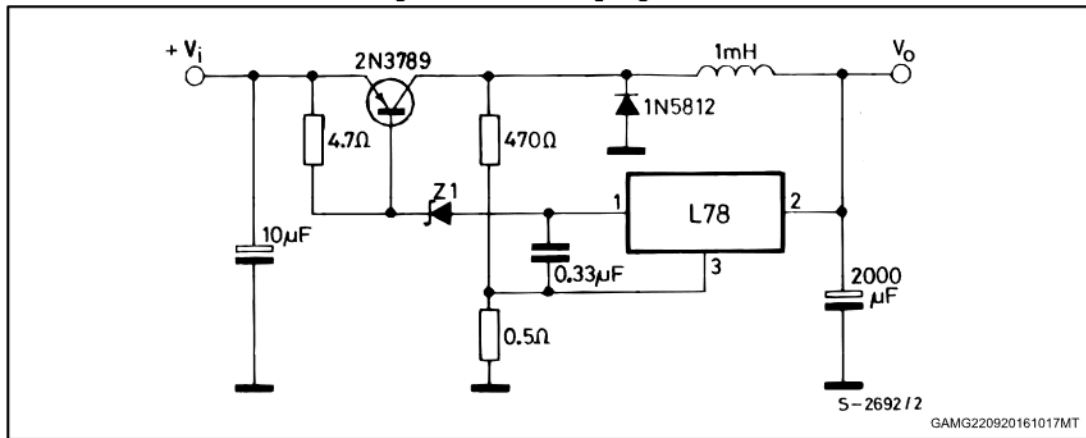 + Vi
2N3789
1mH
Vo
1N5812
4.7Ω
470Ω
Z1
1
L78
2
10µF
0.33µF
3
2000
µF
0.5Ω
S-2692/2
GAMG220920161017MT